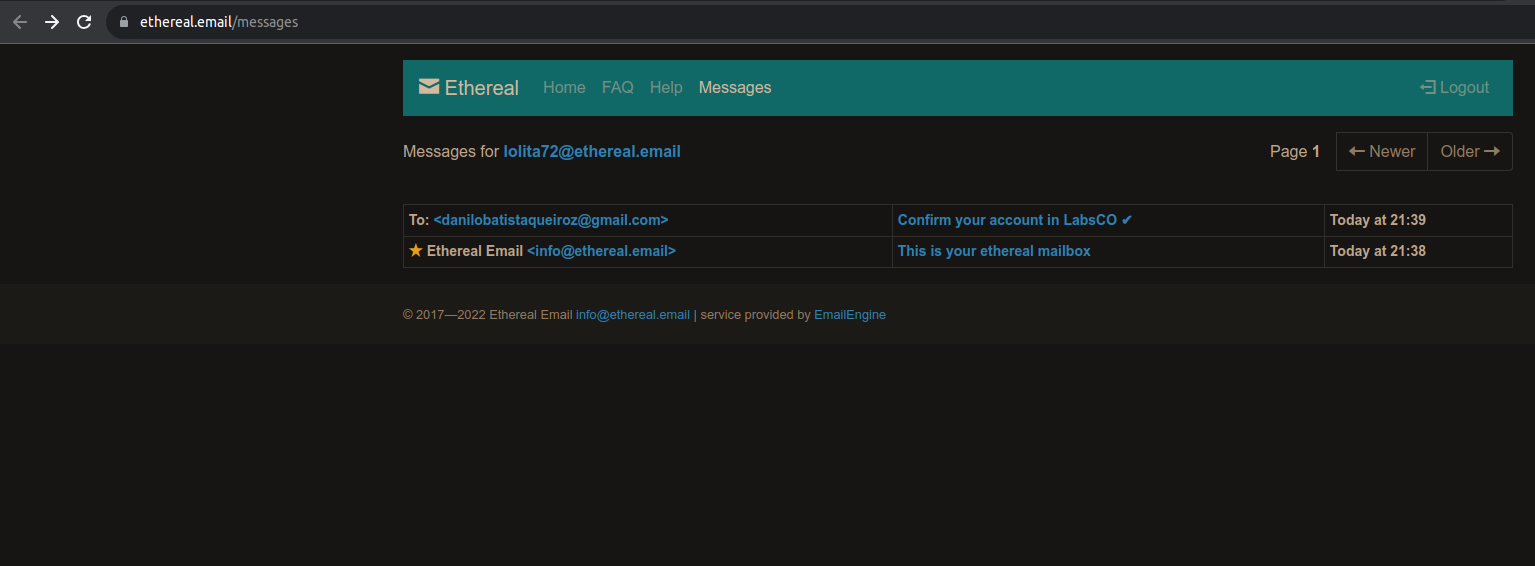 ethereal.email/messages
Ethereal Home FAQ Help Messages Logout
Messages for lolita72@ethereal.email Page 1 Newer Older
To: <danilobatistaqueiroz@gmail.com> Confirm your account in LabsCO ✔ Today at 21:39
★ Ethereal Email <info@ethereal.email> This is your ethereal mailbox Today at 21:38
© 2017—2022 Ethereal Email info@ethereal.email | service provided by EmailEngine